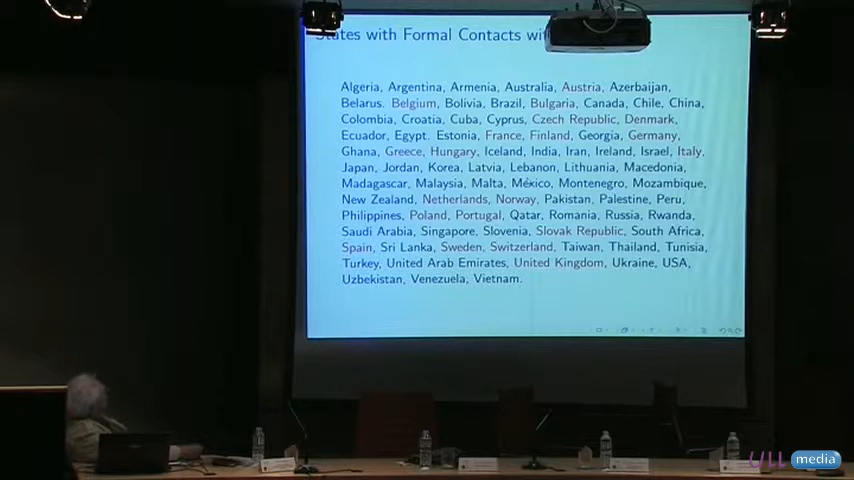 States with Formal Contacts wit
Algeria, Argentina, Armenia, Australia, Austria, Azerbaijan,
Belarus. Belgium, Bolivia, Brazil, Bulgaria, Canada, Chile, China,
Colombia, Croatia, Cuba, Cyprus, Czech Republic, Denmark,
Ecuador, Egypt. Estonia, France, Finland, Georgia, Germany,
Ghana, Greece, Hungary, Iceland, India, Iran, Ireland, Israel, Italy,
Japan, Jordan, Korea, Latvia, Lebanon, Lithuania, Macedonia,
Madagascar, Malaysia, Malta, México, Montenegro, Mozambique,
New Zealand, Netherlands, Norway, Pakistan, Palestine, Peru,
Philippines, Poland, Portugal, Qatar, Romania, Russia, Rwanda,
Saudi Arabia, Singapore, Slovenia, Slovak Republic, South Africa,
Spain, Sri Lanka, Sweden, Switzerland, Taiwan, Thailand, Tunisia,
Turkey, United Arab Emirates, United Kingdom, Ukraine, USA,
Uzbekistan, Venezuela, Vietnam.
ULL media